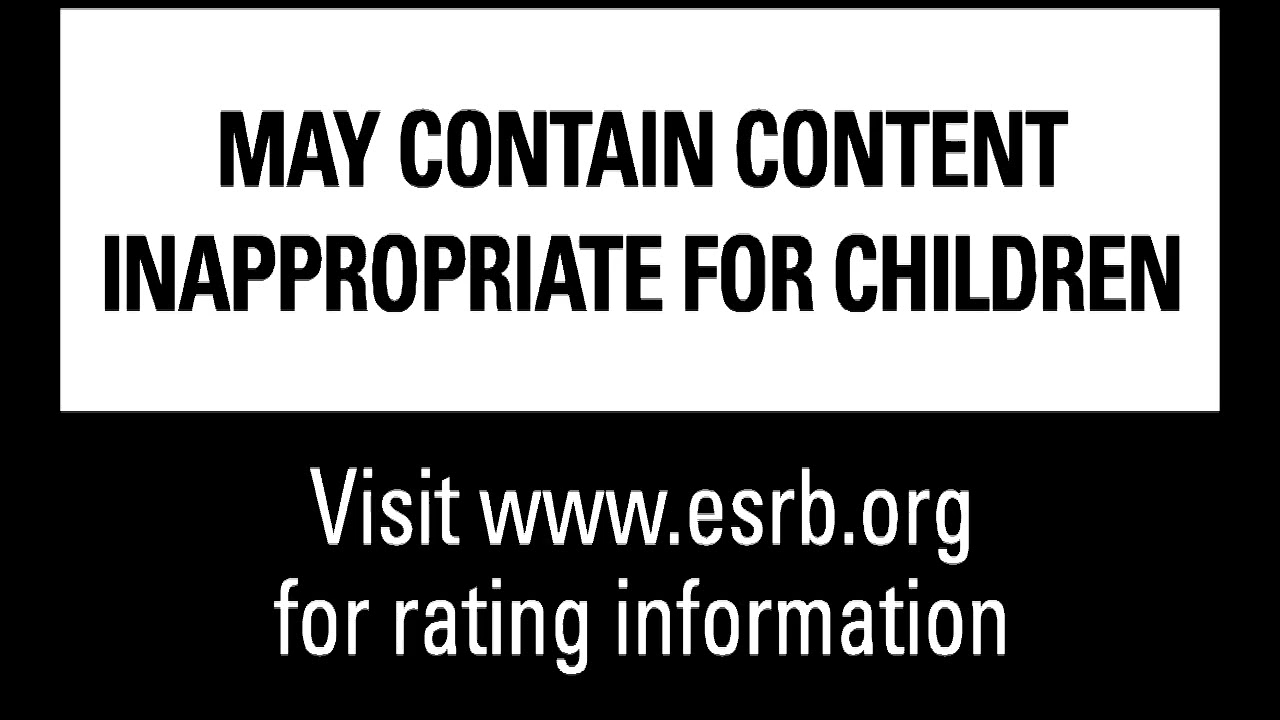 MAY CONTAIN CONTENT
INAPPROPRIATE FOR CHILDREN
Visit www.esrb.org
for rating information